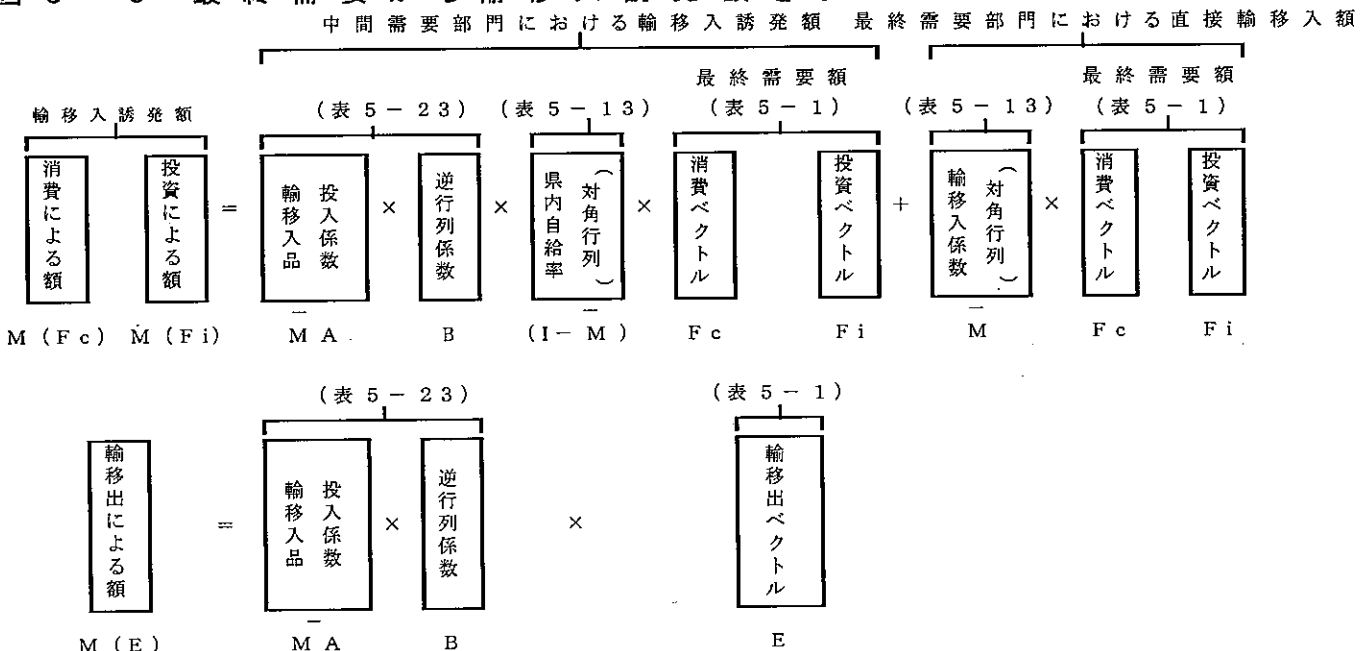 中間需要部門における輸移入誘発額 最終需要部門における直接輸移入額
最終需要額 最終需要額
輸移入誘発額 (表5-23) (表5-13) (表5-1) (表5-13) (表5-1)
消費による額 投資による額 = 輸移入品投入係数 × 逆行列係数 × 県内自給率(対角行列) × 消費ベクトル 投資ベクトル + 輸移入係数(対角行列) × 消費ベクトル 投資ベクトル
M(Fc) M(Fi) M̄A B (I-M̄) Fc Fi M̄ Fc Fi
(表5-23) (表5-1)
輸移出による額 = 輸移入品投入係数 × 逆行列係数 × 輸移出ベクトル
M(E) M̄A B E